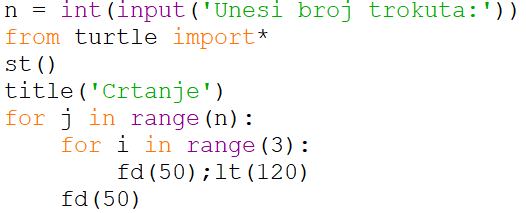 n = int(input('Unesi broj trokuta:'))
from turtle import*
st()
title('Crtanje')
for j in range(n):
    for i in range(3):
        fd(50);lt(120)
    fd(50)